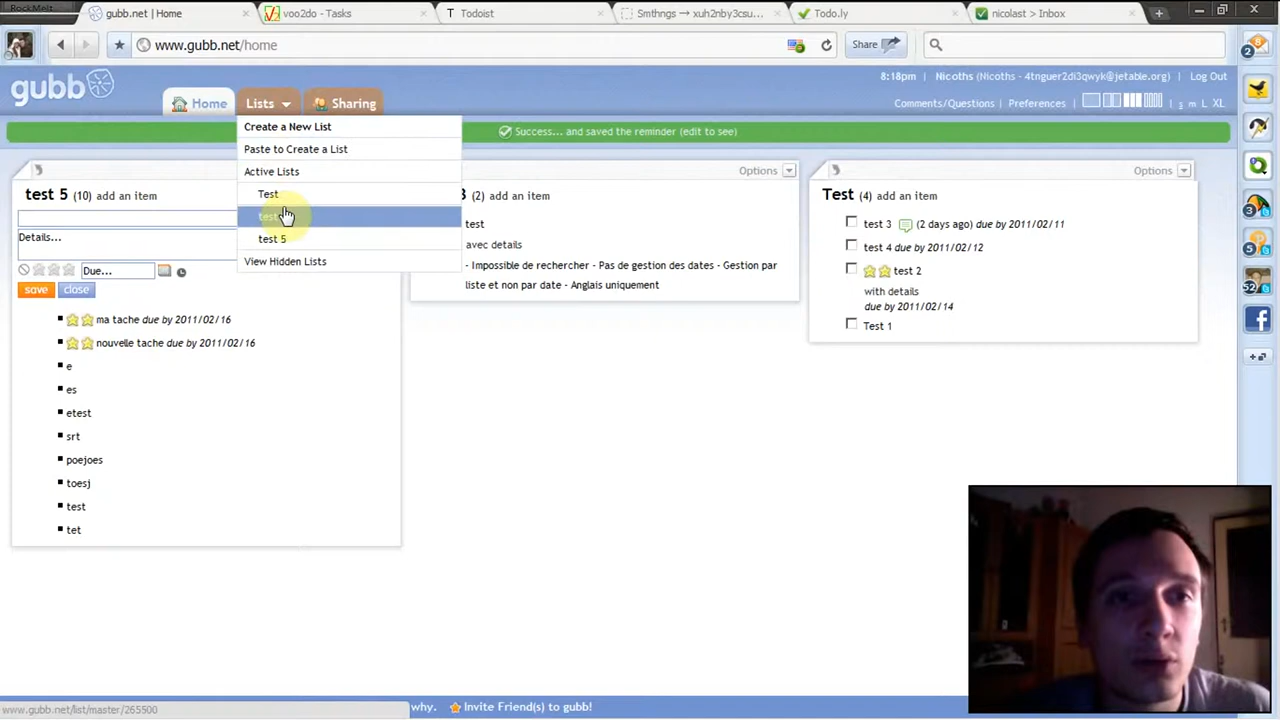 RockMelt
gubb.net | Home
voo2do - Tasks
Todoist
Smthngs → xuh2nby3csu...
Todo.ly
nicolast > Inbox
www.gubb.net/home
Share
gubb
Home
Lists
Sharing
8:18pm Nicoths (Nicoths - 4tnguer2di3qwyk@jetable.org) Log Out
Comments/Questions Preferences s m L XL
Create a New List
Paste to Create a List
Active Lists
Test
test 5
View Hidden Lists
Success... and saved the reminder (edit to see)
test 5 (10) add an item
Details...
Due...
save close
ma tache due by 2011/02/16
nouvelle tache due by 2011/02/16
e
es
etest
srt
poejoes
toesj
test
tet
Options
3 (2) add an item
test
avec details
- Impossible de rechercher - Pas de gestion des dates - Gestion par
liste et non par date - Anglais uniquement
Options
Test (4) add an item
test 3 (2 days ago) due by 2011/02/11
test 4 due by 2011/02/12
test 2
with details
due by 2011/02/14
Test 1
2
3
5
52
www.gubb.net/list/master/265500
why. Invite Friend(s) to gubb!